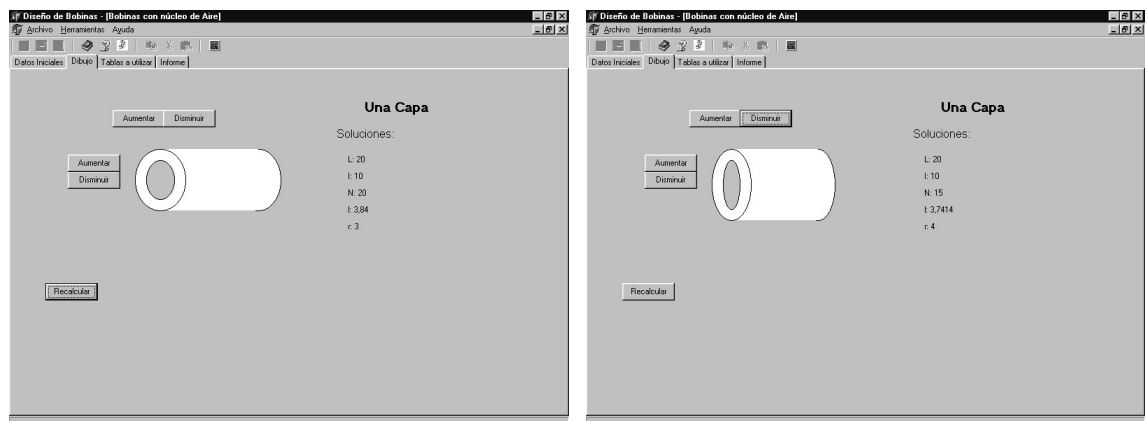 Diseño de Bobinas - [Bobinas con núcleo de Aire]
Archivo Herramientas Ayuda
Datos Iniciales Dibujo Tablas a utilizar Informe
Una Capa
Aumentar Disminuir
Soluciones:
Aumentar
Disminuir
L: 20
I: 10
N: 20
l: 3,84
r: 3
Recalcular
Diseño de Bobinas - [Bobinas con núcleo de Aire]
Archivo Herramientas Ayuda
Datos Iniciales Dibujo Tablas a utilizar Informe
Una Capa
Aumentar Disminuir
Soluciones:
Aumentar
Disminuir
L: 20
I: 10
N: 15
l: 3,7414
r: 4
Recalcular